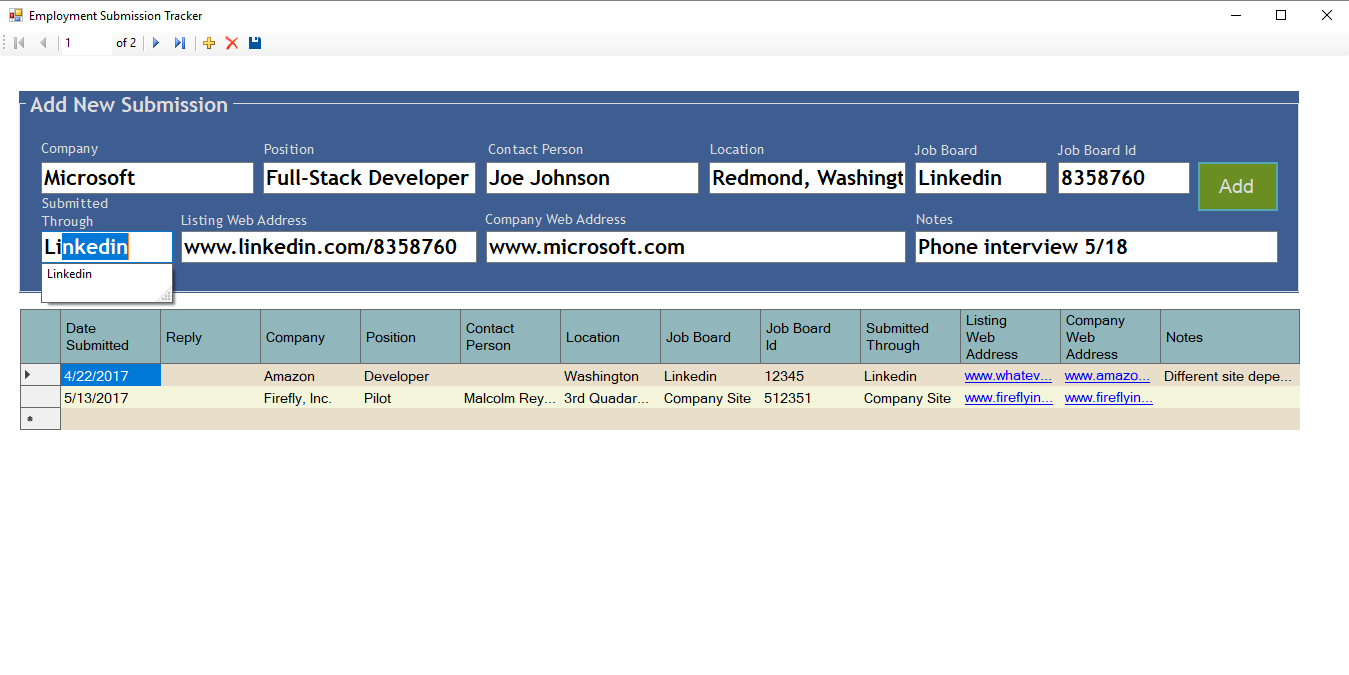 Employment Submission Tracker
1 of 2
Add New Submission
Company Position Contact Person Location Job Board Job Board Id
Microsoft Full-Stack Developer Joe Johnson Redmond, Washingt Linkedin 8358760 Add
Submitted
Through Listing Web Address Company Web Address Notes
Linkedin www.linkedin.com/8358760 www.microsoft.com Phone interview 5/18
Linkedin
Date Submitted Reply Company Position Contact Person Location Job Board Job Board Id Submitted Through Listing Web Address Company Web Address Notes
4/22/2017 Amazon Developer Washington Linkedin 12345 Linkedin www.whatev... www.amazo... Different site depe...
5/13/2017 Firefly, Inc. Pilot Malcolm Rey... 3rd Quadar... Company Site 512351 Company Site www.fireflyin... www.fireflyin...